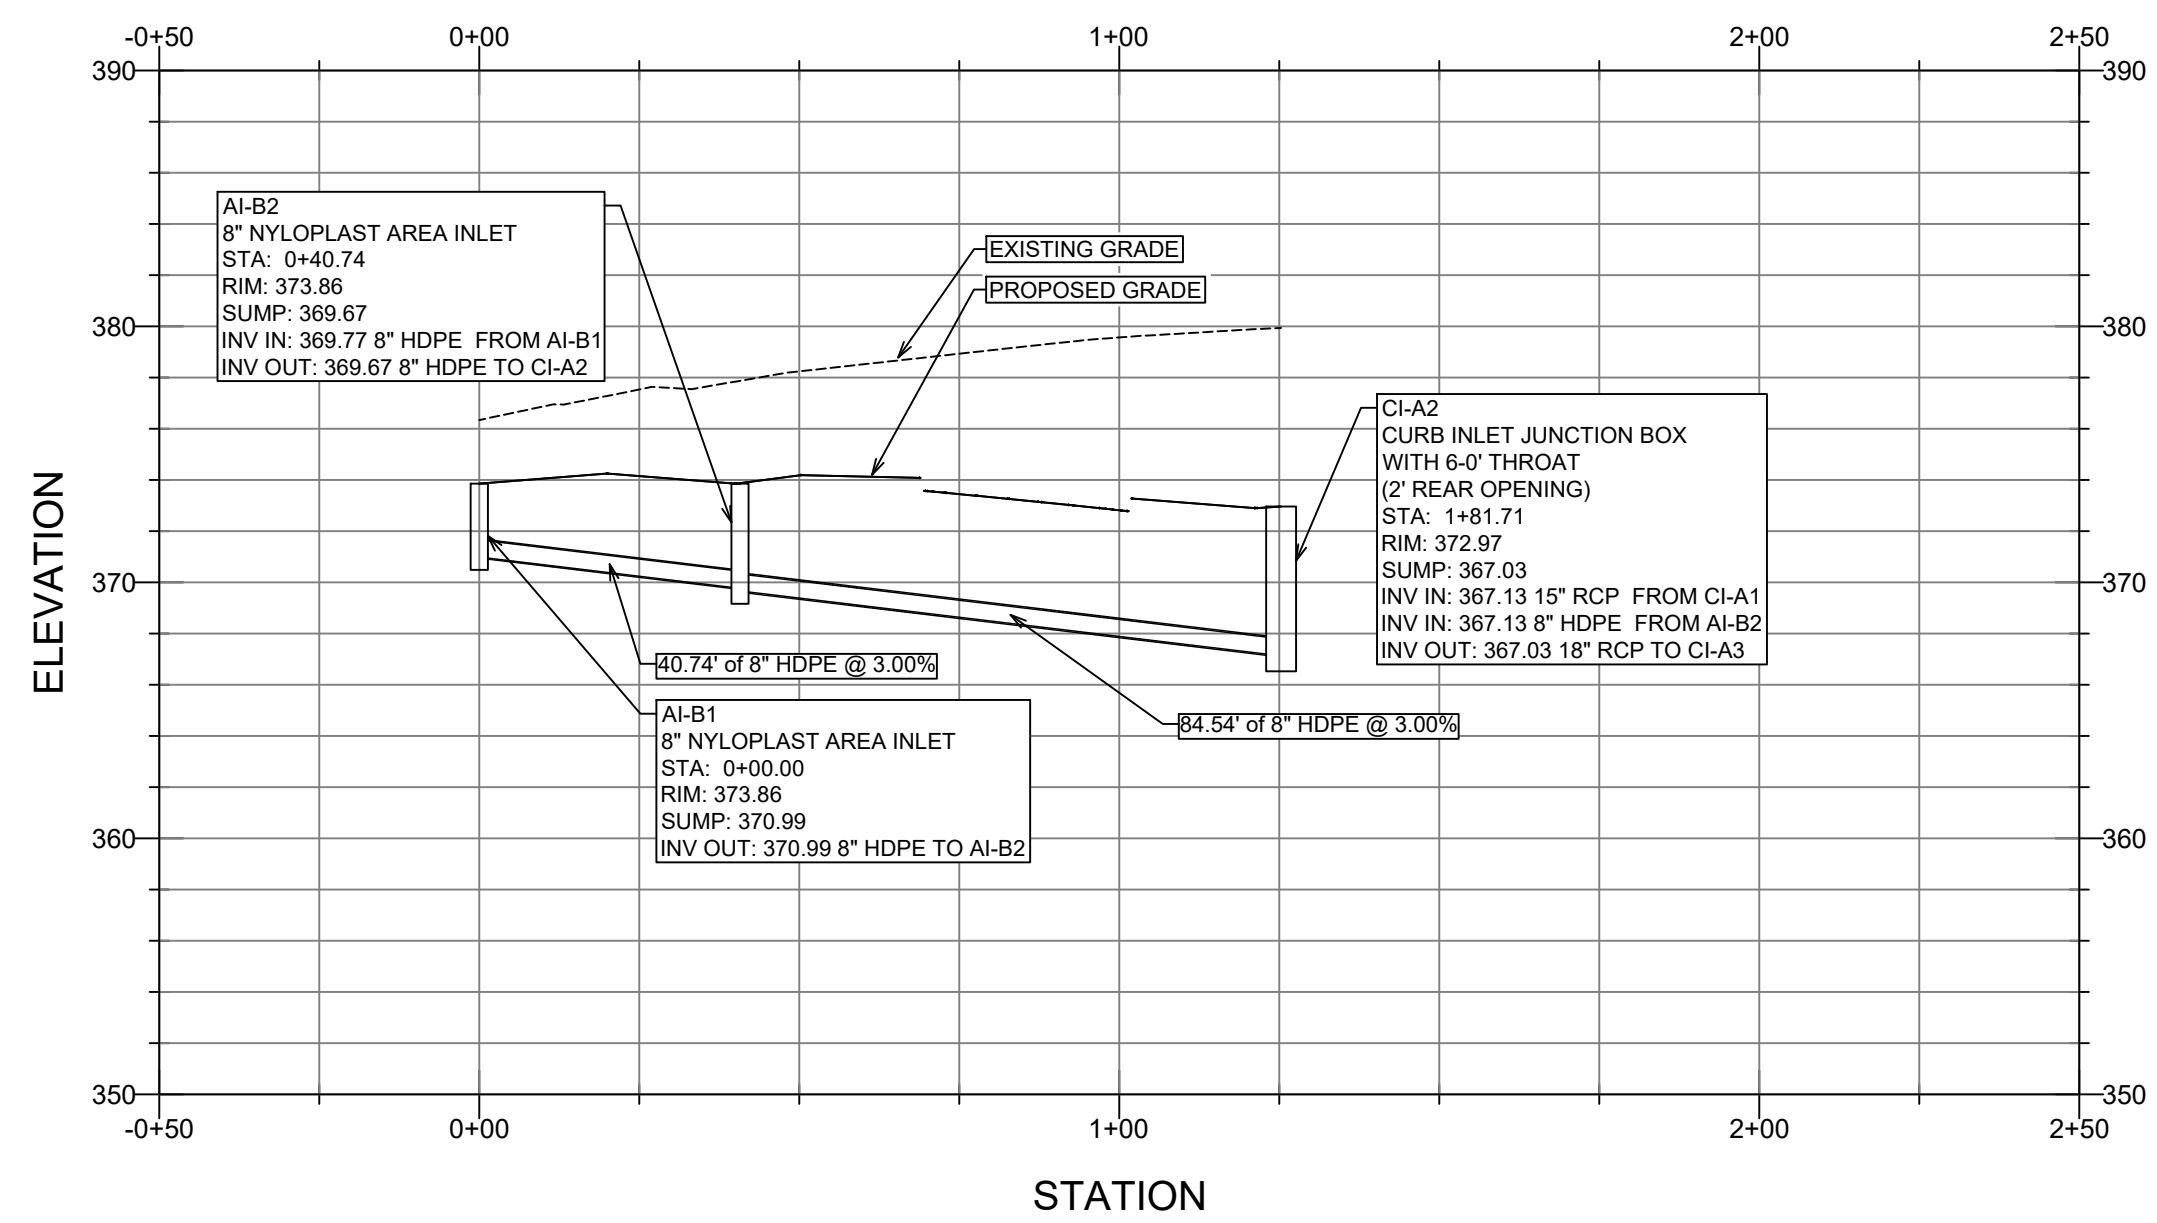 -0+50 0+00 1+00 2+00 2+50
390 390
AI-B2
8" NYLOPLAST AREA INLET
STA: 0+40.74
RIM: 373.86
SUMP: 369.67
INV IN: 369.77 8" HDPE FROM AI-B1
INV OUT: 369.67 8" HDPE TO CI-A2
EXISTING GRADE
PROPOSED GRADE
380 380
CI-A2
CURB INLET JUNCTION BOX
WITH 6-0' THROAT
(2' REAR OPENING)
STA: 1+81.71
RIM: 372.97
SUMP: 367.03
INV IN: 367.13 15" RCP FROM CI-A1
INV IN: 367.13 8" HDPE FROM AI-B2
INV OUT: 367.03 18" RCP TO CI-A3
ELEVATION
370 370
40.74' of 8" HDPE @ 3.00%
AI-B1
8" NYLOPLAST AREA INLET
STA: 0+00.00
RIM: 373.86
SUMP: 370.99
INV OUT: 370.99 8" HDPE TO AI-B2
84.54' of 8" HDPE @ 3.00%
360 360
350 350
-0+50 0+00 1+00 2+00 2+50
STATION